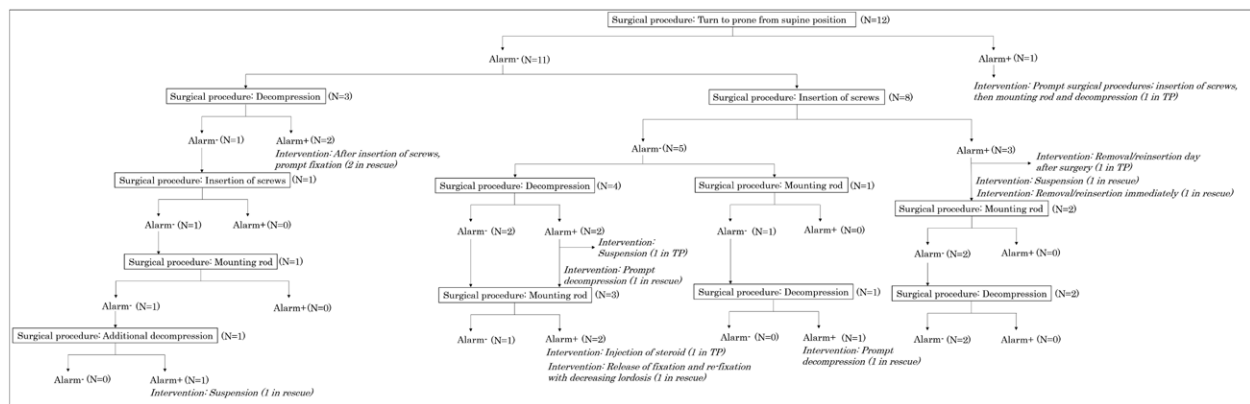 Surgical procedure: Turn to prone from supine position (N=12)
Alarm- (N=11)
Alarm+ (N=1)
Intervention: Prompt surgical procedures; insertion of screws,
then mounting rod and decompression (1 in TP)
Surgical procedure: Decompression (N=3)
Surgical procedure: Insertion of screws (N=8)
Alarm- (N=1)
Alarm+ (N=2)
Intervention: After insertion of screws,
prompt fixation (2 in rescue)
Alarm-(N=5)
Alarm+ (N=3)
Intervention: Removal/reinsertion day
after surgery (1 in TP)
Intervention: Suspension (1 in rescue)
Intervention: Removal/reinsertion immediately (1 in rescue)
Surgical procedure: Insertion of screws (N=1)
Surgical procedure: Decompression (N=4)
Surgical procedure: Mounting rod (N=1)
Surgical procedure: Mounting rod (N=2)
Alarm- (N=1)
Alarm+ (N=0)
Alarm- (N=2)
Alarm+ (N=2)
Alarm- (N=1)
Alarm+ (N=0)
Intervention:
Suspension (1 in TP)
Intervention: Prompt
decompression (1 in rescue)
Alarm- (N=2)
Alarm+ (N=0)
Surgical procedure: Mounting rod (N=1)
Surgical procedure: Mounting rod (N=3)
Surgical procedure: Decompression (N=1)
Surgical procedure: Decompression (N=2)
Alarm- (N=1)
Alarm+(N=0)
Surgical procedure: Additional decompression (N=1)
Alarm- (N=1)
Alarm+ (N=2)
Intervention: Injection of steroid (1 in TP)
Intervention: Release of fixation and re-fixation
with decreasing lordosis (1 in rescue)
Alarm- (N=0)
Alarm+ (N=1)
Intervention: Prompt
decompression (1 in rescue)
Alarm- (N=2)
Alarm+ (N=0)
Alarm- (N=0)
Alarm+ (N=1)
Intervention: Suspension (1 in rescue)